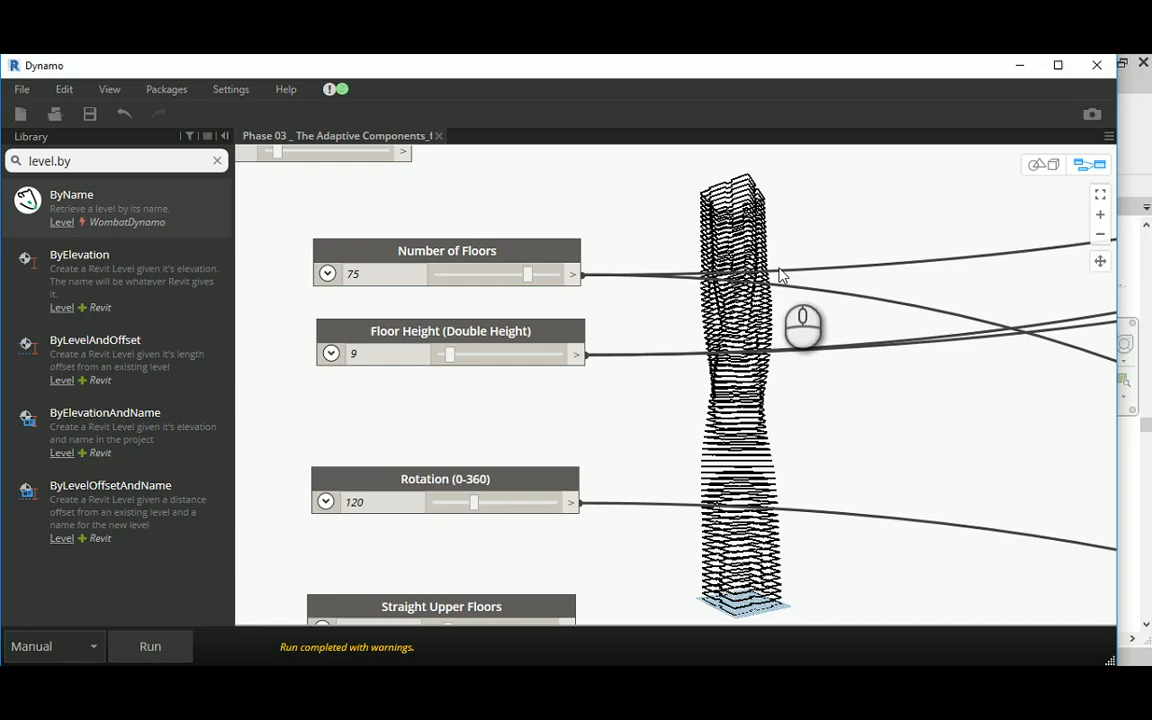 Dynamo
File Edit View Packages Settings Help
Library
Phase 03 _ The Adaptive Components_f
level.by
ByName
Retrieve a level by its name.
Level WombatDynamo
ByElevation
Create a Revit Level given it's elevation.
The name will be whatever Revit gives
it.
Level Revit
ByLevelAndOffset
Create a Revit Level given it's length
offset from an existing level
Level Revit
ByElevationAndName
Create a Revit Level given it's elevation
and name in the project
Level Revit
ByLevelOffsetAndName
Create a Revit Level given a distance
offset from an existing level and a
name for the new level
Level Revit
Number of Floors
75 >
Floor Height (Double Height)
9 >
Rotation (0-360)
120 >
Straight Upper Floors
Manual
Run
Run completed with warnings.